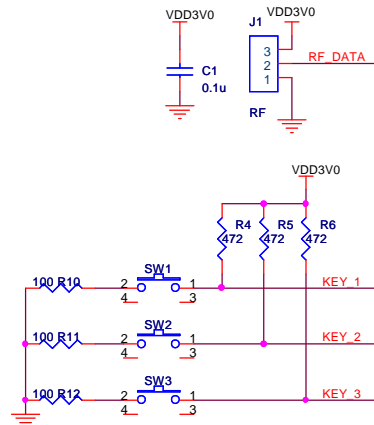 VDD3V0
J1
VDD3V0
3
2
1
RF_DATA
C1
0.1u
RF
VDD3V0
R4
472
R5
472
R6
472
SW1
100 R10
2
1
KEY_1
4
3
SW2
100 R11
2
1
KEY_2
4
3
SW3
100 R12
2
1
KEY_3
4
3